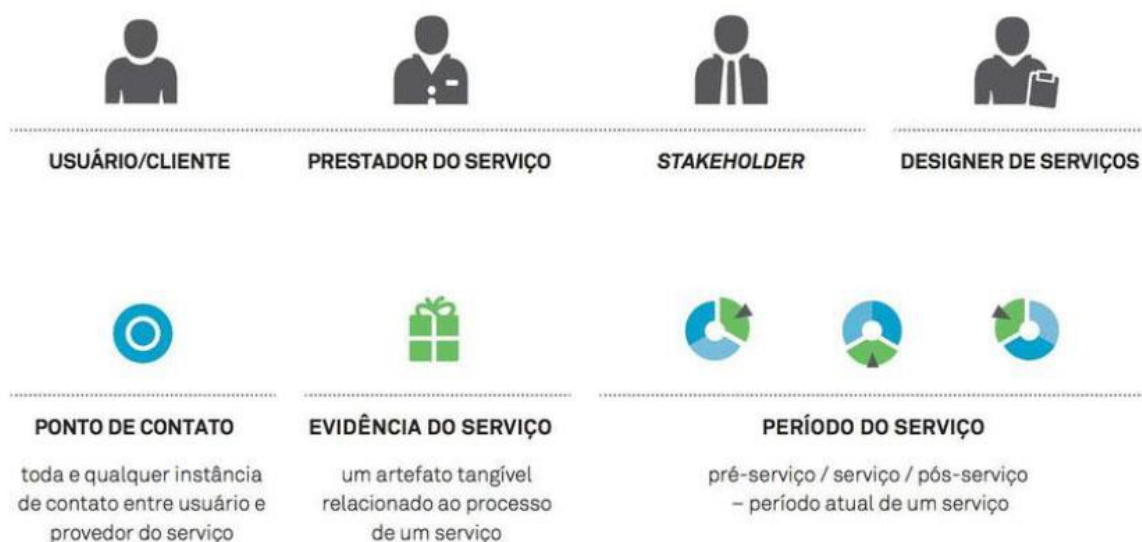 USUÁRIO/CLIENTE
PRESTADOR DO SERVIÇO
STAKEHOLDER
DESIGNER DE SERVIÇOS
PONTO DE CONTATO
toda e qualquer instância
de contato entre usuário e
provedor do serviço
EVIDÊNCIA DO SERVIÇO
um artefato tangível
relacionado ao processo
de um serviço
PERÍODO DO SERVIÇO
pré-serviço / serviço / pós-serviço
– período atual de um serviço